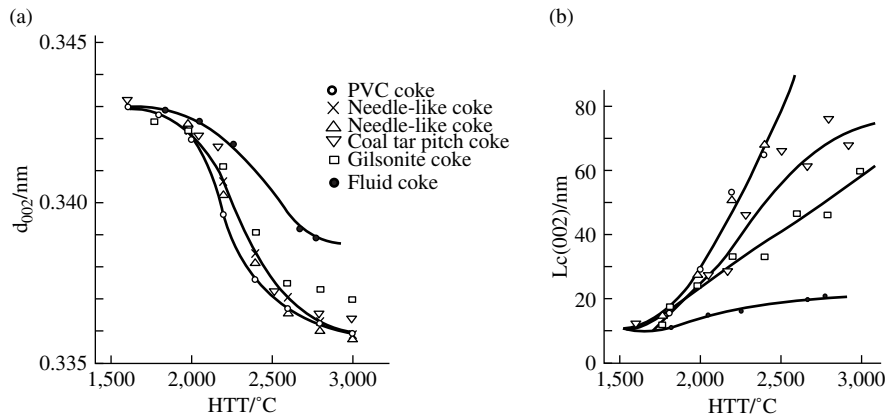 (a)
0.345
0.340
0.335
d002/nm
1,500
2,000
2,500
3,000
HTT/°C
PVC coke
Needle-like coke
Needle-like coke
Coal tar pitch coke
Gilsonite coke
Fluid coke
(b)
80
60
40
20
0
Lc(002)/nm
1,500
2,000
2,500
3,000
HTT/°C